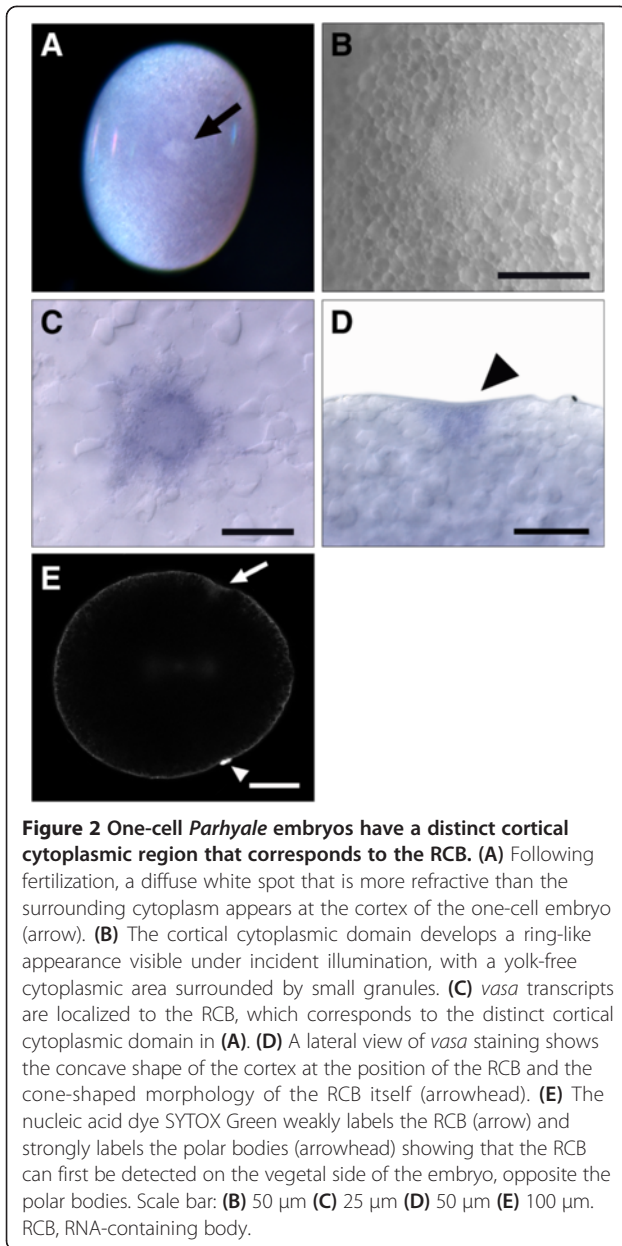 A
B
C
D
E
Figure 2 One-cell Parhyale embryos have a distinct cortical
cytoplasmic region that corresponds to the RCB. (A) Following
fertilization, a diffuse white spot that is more refractive than the
surrounding cytoplasm appears at the cortex of the one-cell embryo
(arrow). (B) The cortical cytoplasmic domain develops a ring-like
appearance visible under incident illumination, with a yolk-free
cytoplasmic area surrounded by small granules. (C) vasa transcripts
are localized to the RCB, which corresponds to the distinct cortical
cytoplasmic domain in (A). (D) A lateral view of vasa staining shows
the concave shape of the cortex at the position of the RCB and the
cone-shaped morphology of the RCB itself (arrowhead). (E) The
nucleic acid dye SYTOX Green weakly labels the RCB (arrow) and
strongly labels the polar bodies (arrowhead) showing that the RCB
can first be detected on the vegetal side of the embryo, opposite the
polar bodies. Scale bar: (B) 50 μm (C) 25 μm (D) 50 μm (E) 100 μm.
RCB, RNA-containing body.